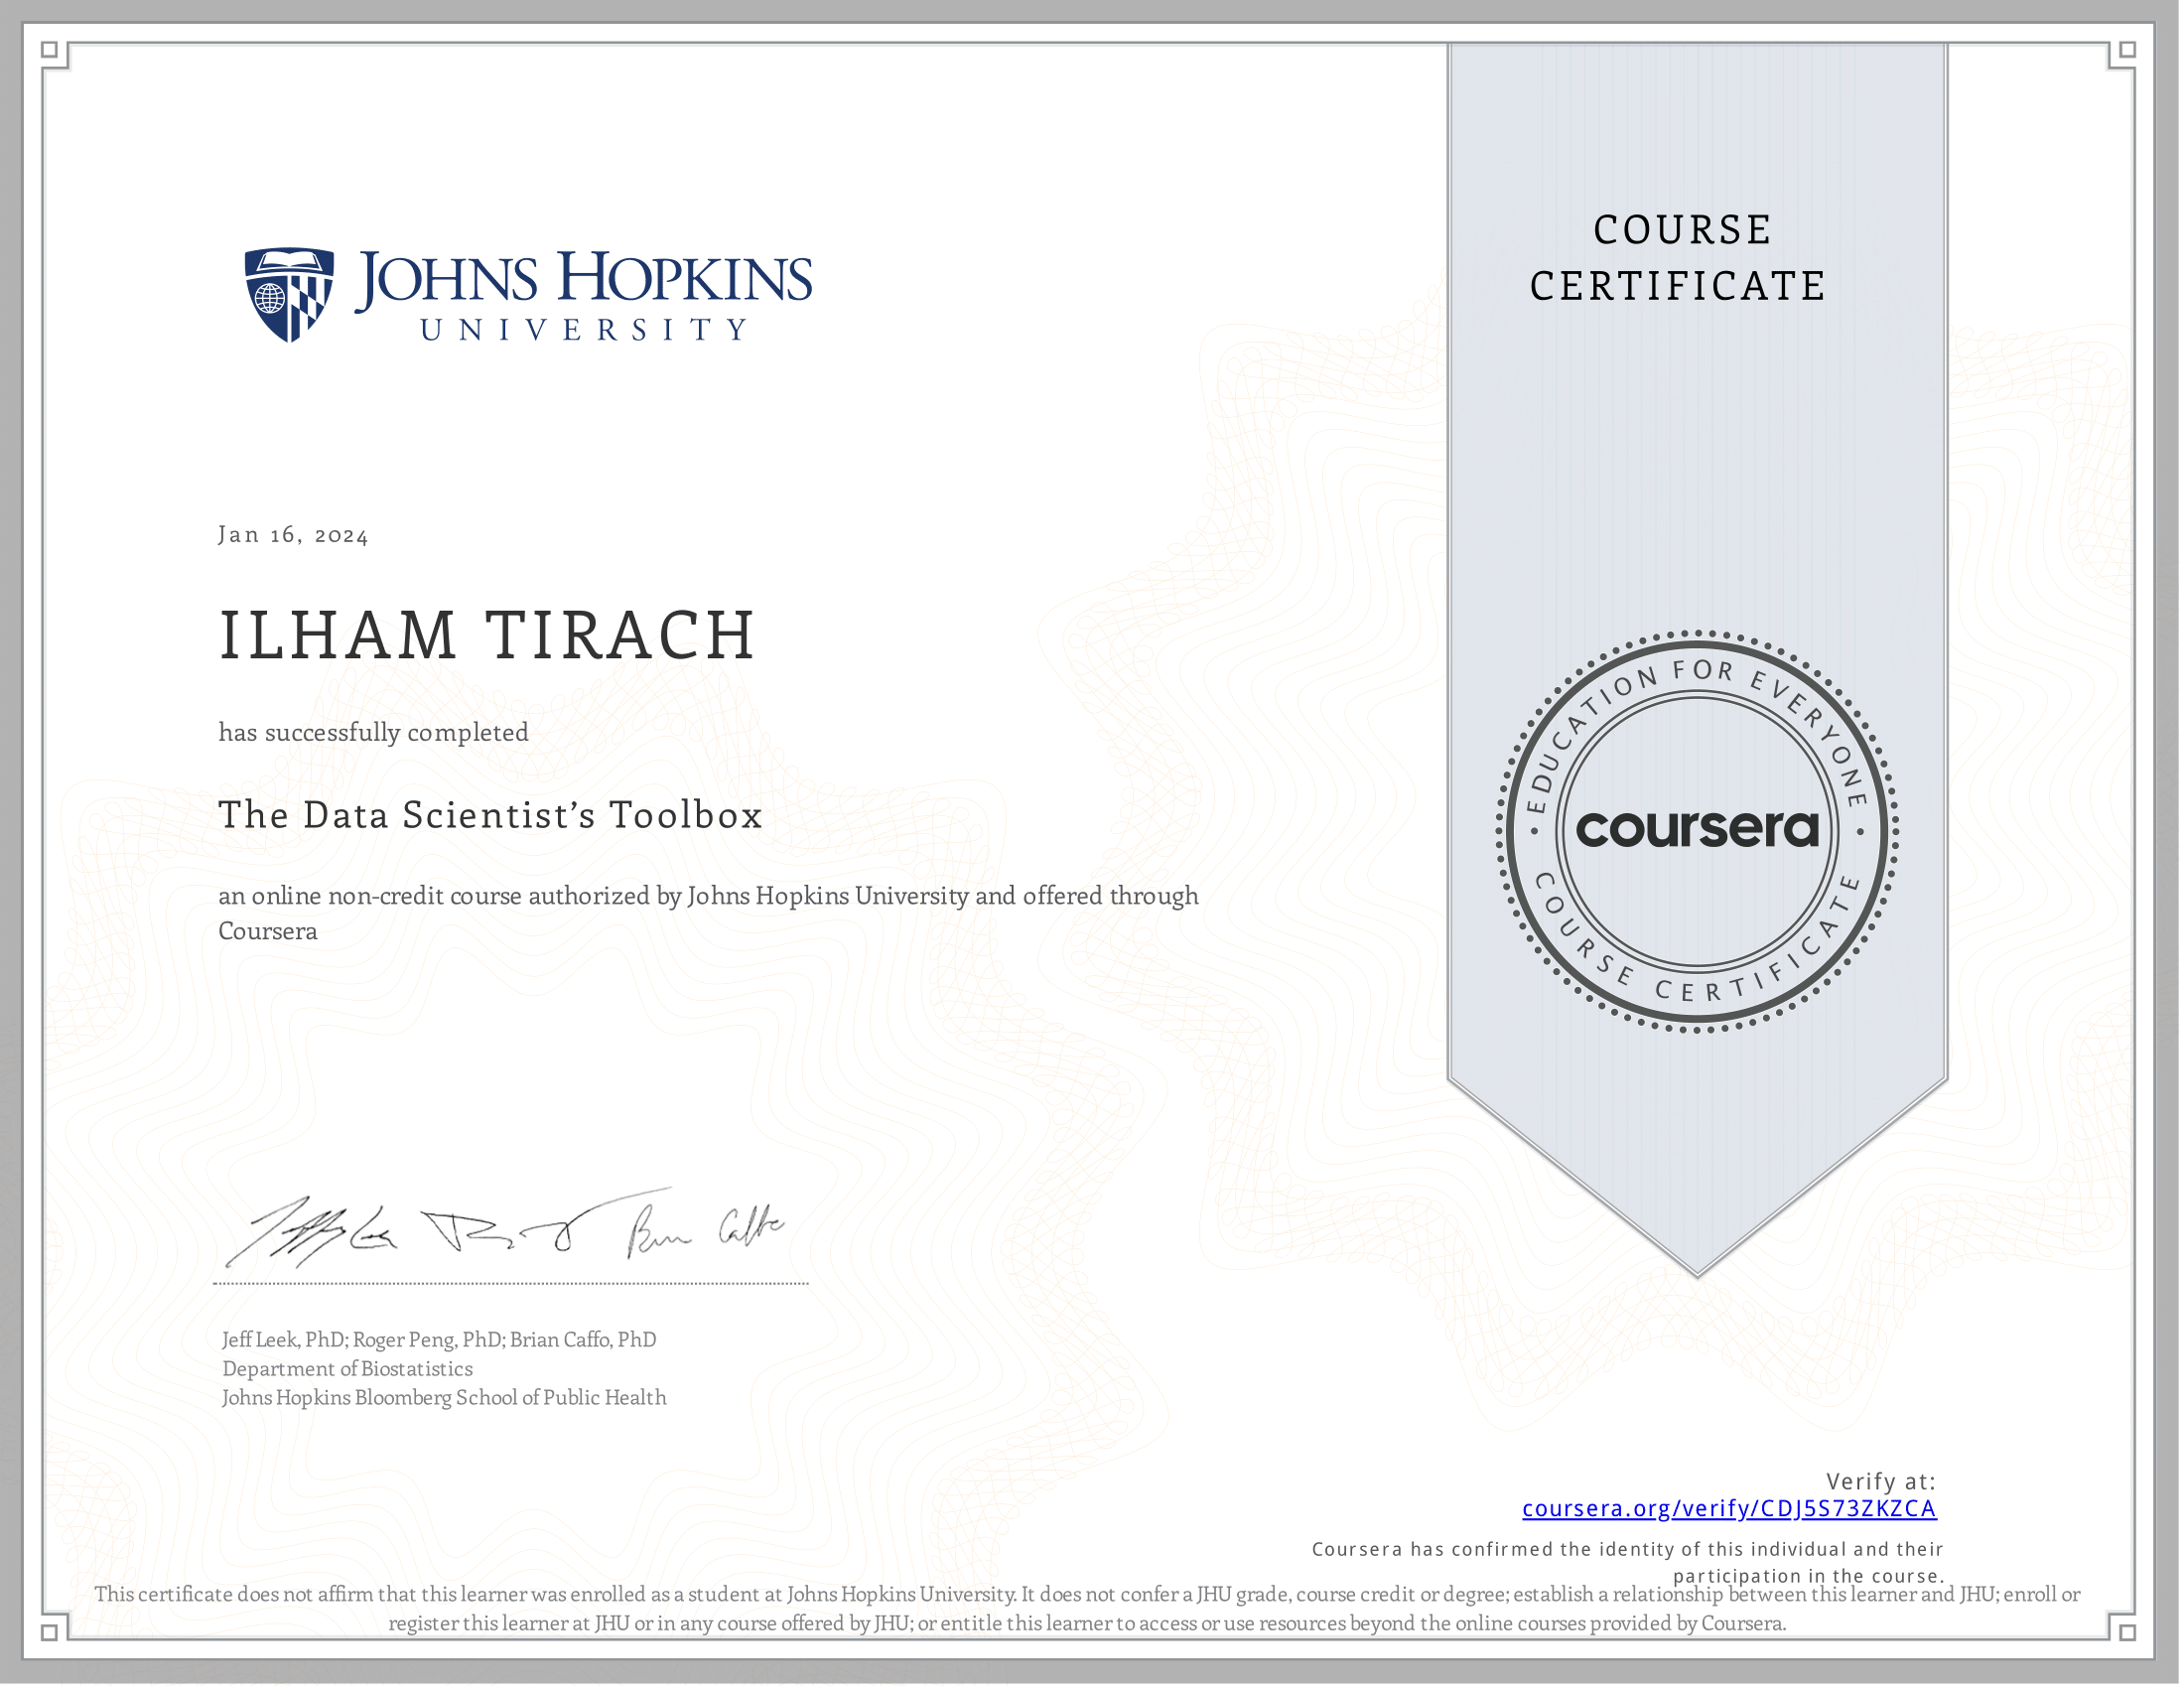 JOHNS HOPKINS
UNIVERSITY
COURSE
CERTIFICATE
Jan 16, 2024
ILHAM TIRACH
has successfully completed
The Data Scientist’s Toolbox
an online non-credit course authorized by Johns Hopkins University and offered through
Coursera
EDUCATION FOR EVERYONE
coursera
COURSE CERTIFICATE
Jeff Leek, PhD; Roger Peng, PhD; Brian Caffo, PhD
Department of Biostatistics
Johns Hopkins Bloomberg School of Public Health
Verify at:
coursera.org/verify/CDJ5S73ZKZCA
Coursera has confirmed the identity of this individual and their
participation in the course.
This certificate does not affirm that this learner was enrolled as a student at Johns Hopkins University. It does not confer a JHU grade, course credit or degree; establish a relationship between this learner and JHU; enroll or
register this learner at JHU or in any course offered by JHU; or entitle this learner to access or use resources beyond the online courses provided by Coursera.